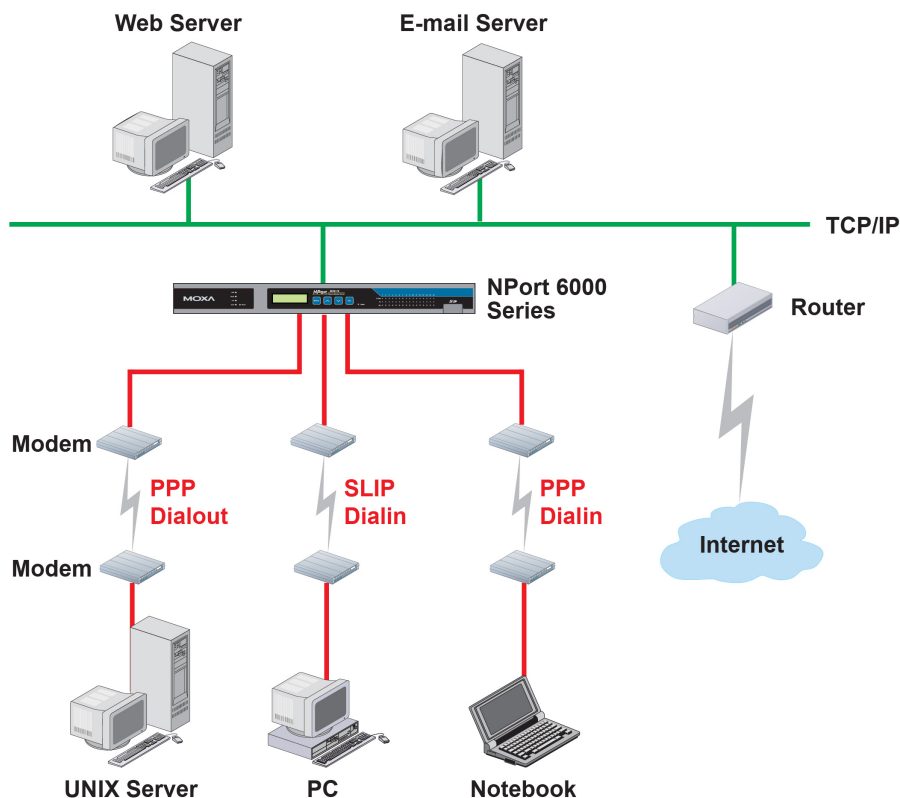 Web Server
E-mail Server
TCP/IP
MOXA
NPort 6000
Series
Router
Modem
PPP
Dialout
SLIP
Dialin
PPP
Dialin
Modem
Internet
UNIX Server
PC
Notebook